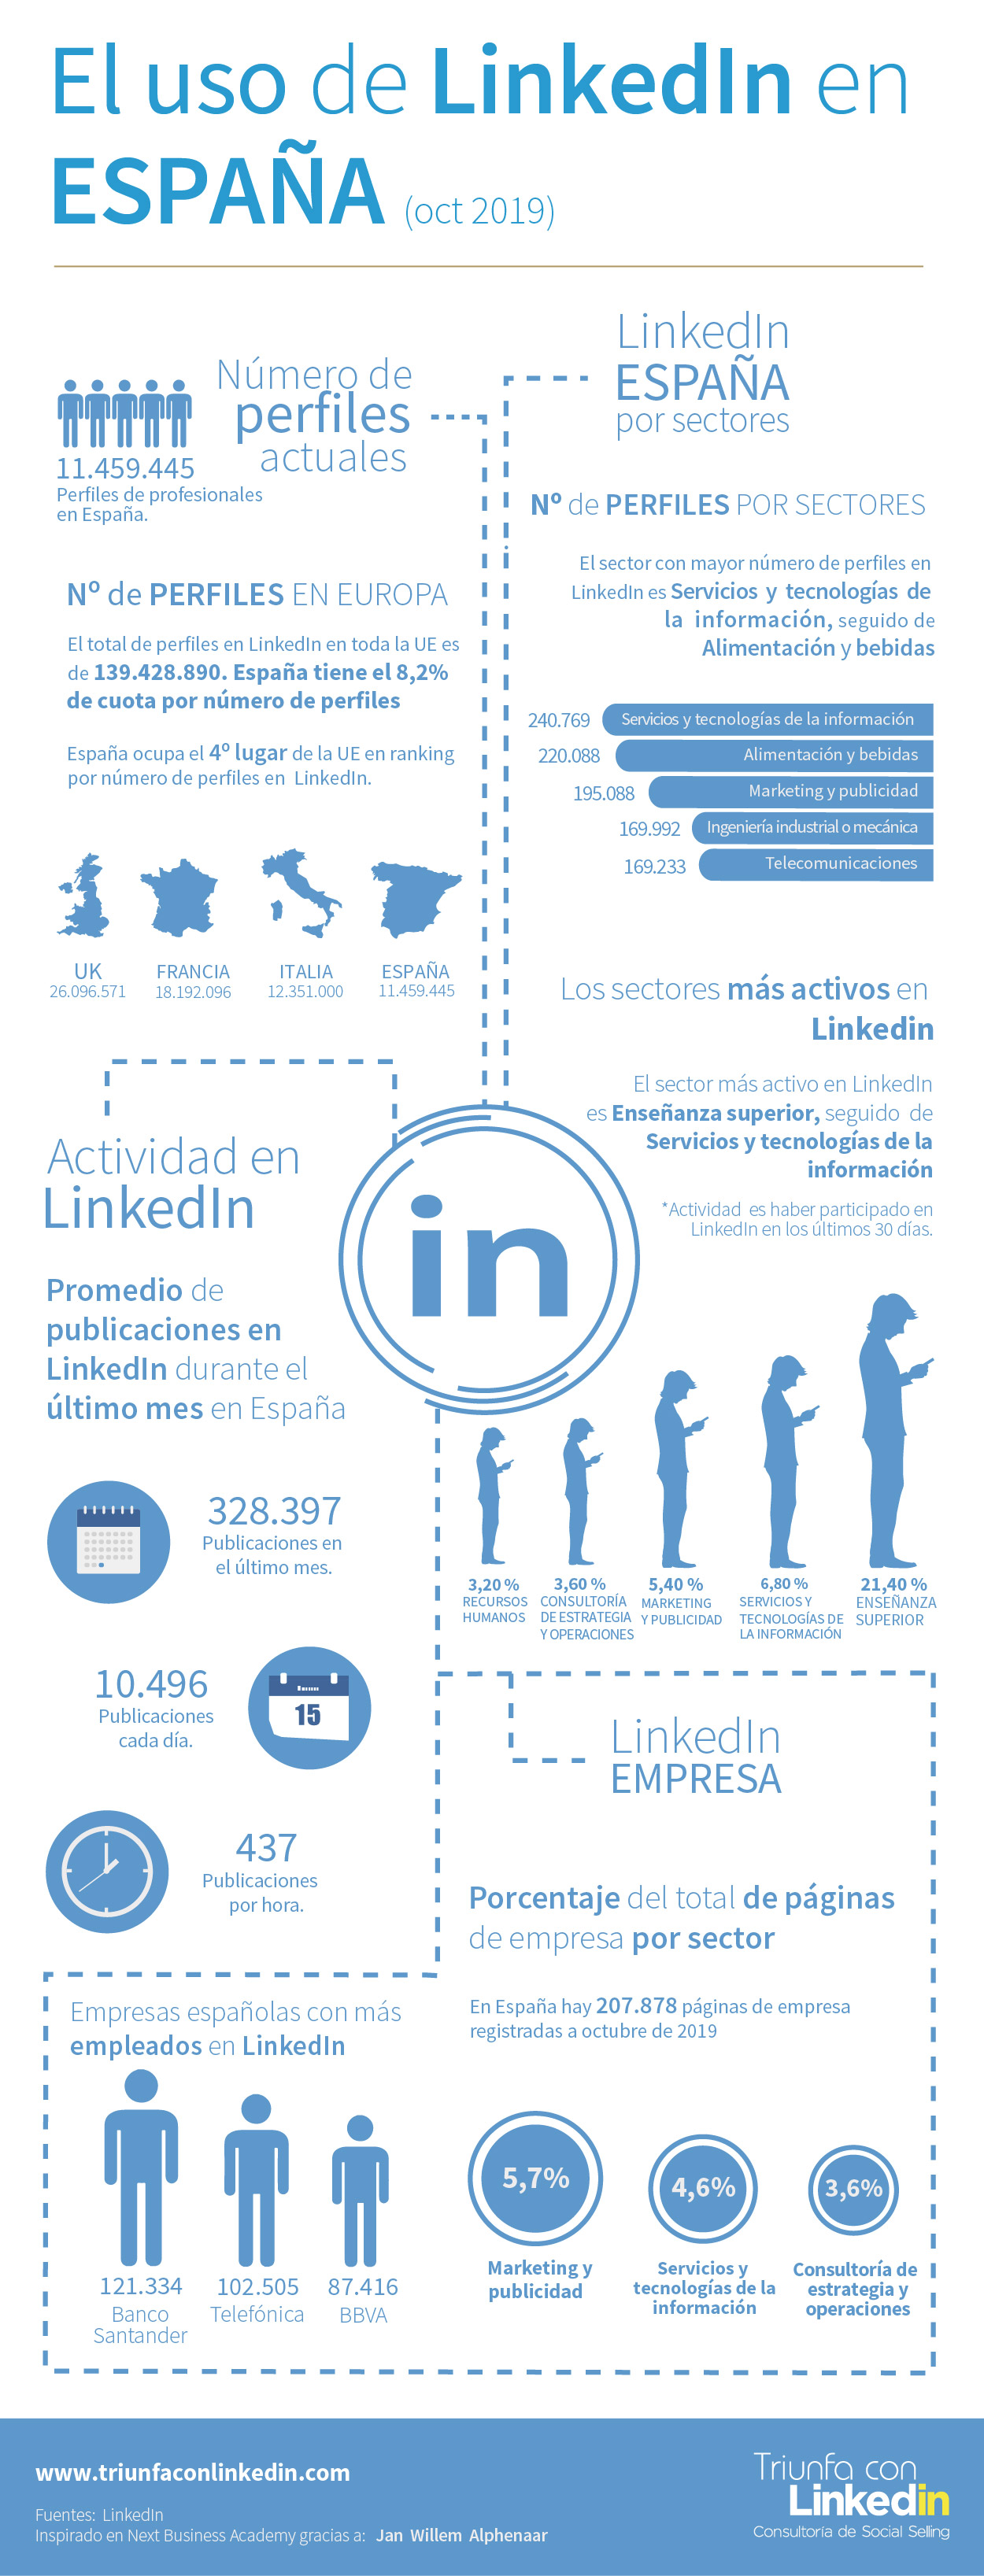 El uso de LinkedIn en
ESPAÑA (oct 2019)
Número de
perfiles
actuales
11.459.445
Perfiles de profesionales
en España.
Nº de PERFILES EN EUROPA
El total de perfiles en LinkedIn en toda la UE es
de 139.428.890. España tiene el 8,2%
de cuota por número de perfiles
España ocupa el 4º lugar de la UE en ranking
por número de perfiles en LinkedIn.
UK
26.096.571
FRANCIA
18.192.096
ITALIA
12.351.000
ESPAÑA
11.459.445
LinkedIn
ESPAÑA
por sectores
Nº de PERFILES POR SECTORES
El sector con mayor número de perfiles en
LinkedIn es Servicios y tecnologías de
la información, seguido de
Alimentación y bebidas
240.769 Servicios y tecnologías de la información
220.088 Alimentación y bebidas
195.088 Marketing y publicidad
169.992 Ingeniería industrial o mecánica
169.233 Telecomunicaciones
Los sectores más activos en
Linkedin
El sector más activo en LinkedIn
es Enseñanza superior, seguido de
Servicios y tecnologías de la
información
*Actividad es haber participado en
LinkedIn en los últimos 30 días.
in
3,20 %
RECURSOS
HUMANOS
3,60 %
CONSULTORÍA
DE ESTRATEGIA
Y OPERACIONES
5,40 %
MARKETING
Y PUBLICIDAD
6,80 %
SERVICIOS Y
TECNOLOGÍAS DE
LA INFORMACIÓN
21,40 %
ENSEÑANZA
SUPERIOR
Actividad en
LinkedIn
Promedio de
publicaciones en
LinkedIn durante el
último mes en España
328.397
Publicaciones en
el último mes.
10.496
Publicaciones
cada día.
15
437
Publicaciones
por hora.
LinkedIn
EMPRESA
Porcentaje del total de páginas
de empresa por sector
En España hay 207.878 páginas de empresa
registradas a octubre de 2019
5,7%
Marketing y
publicidad
4,6%
Servicios y
tecnologías de la
información
3,6%
Consultoría de
estrategia y
operaciones
Empresas españolas con más
empleados en LinkedIn
121.334
Banco
Santander
102.505
Telefónica
87.416
BBVA
www.triunfaconlinkedin.com
Fuentes: LinkedIn
Inspirado en Next Business Academy gracias a: Jan Willem Alphenaar
Triunfa con
Linkedin
Consultoría de Social Selling